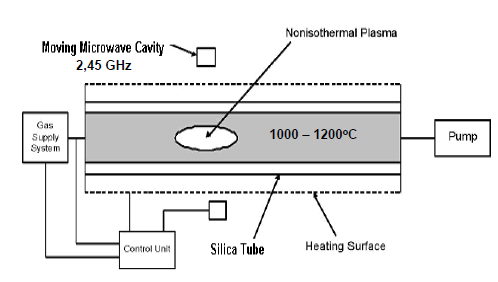 Nonisothermal Plasma
Moving Microwave Cavity
2,45 GHz
Gas
Supply
System
1000 – 1200ºC
Pump
Control Unit
Silica Tube
Heating Surface